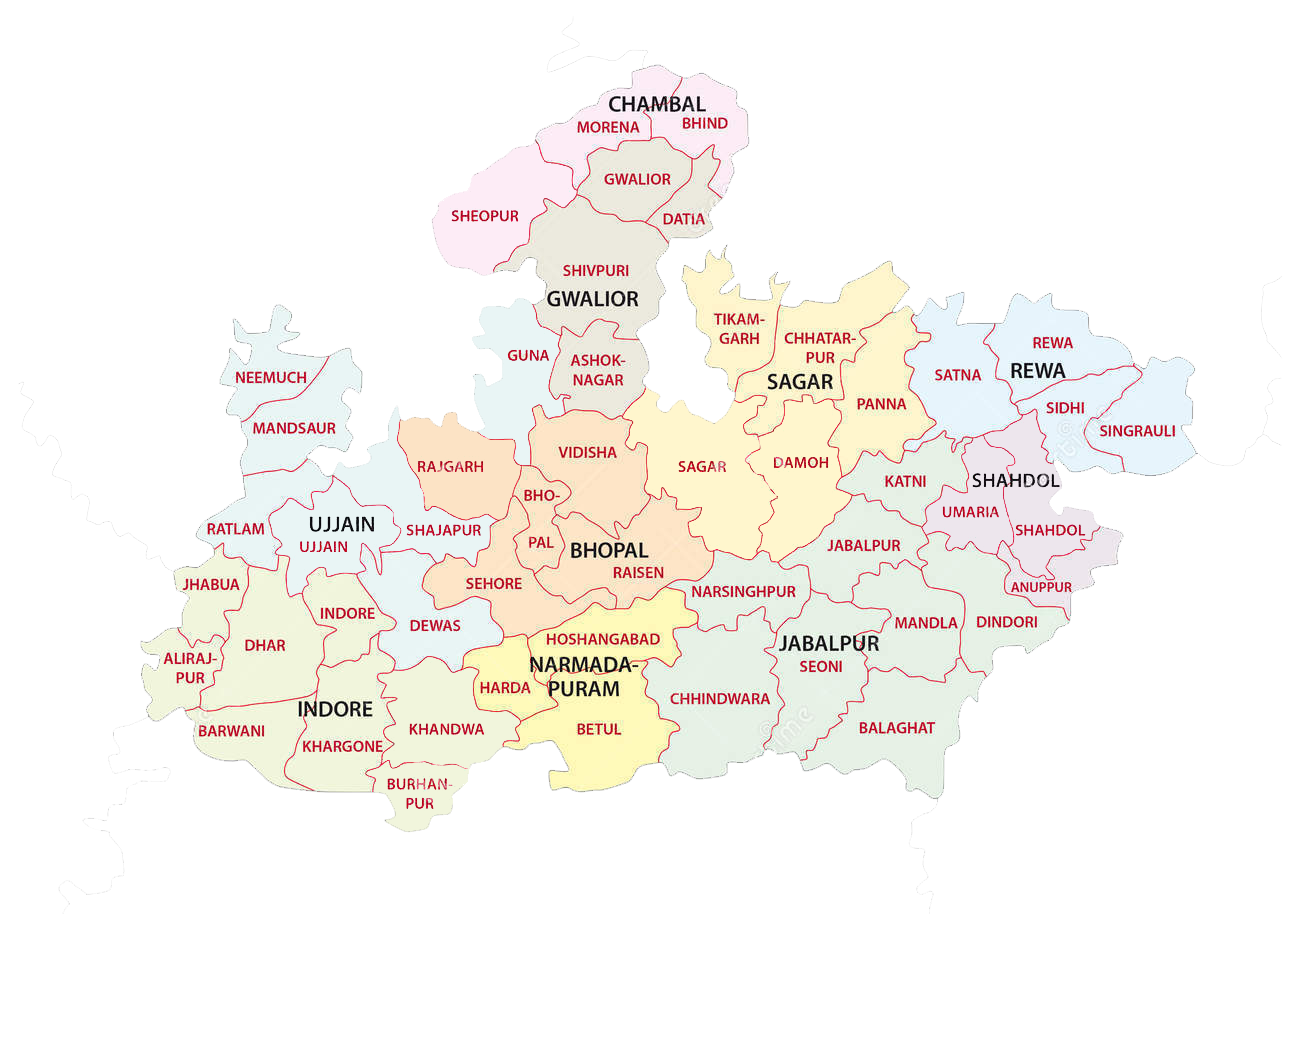 CHAMBAL
MORENA
BHIND
GWALIOR
SHEOPUR
DATIA
SHIVPURI
GWALIOR
TIKAM-
GARH
CHHATAR-
PUR
GUNA
ASHOK-
NAGAR
SAGAR
PANNA
SATNA
REWA
REWA
SIDHI
SINGRAULI
NEEMUCH
MANDSAUR
RAJGARH
VIDISHA
SAGAR
DAMOH
KATNI
SHAHDOL
UMARIA
SHAHDOL
ANUPPUR
RATLAM
UJJAIN
UJJAIN
SHAJAPUR
BHO-
PAL
BHOPAL
RAISEN
SEHORE
JABALPUR
NARSINGHPUR
MANDLA
DINDORI
JHABUA
INDORE
DEWAS
DHAR
ALIRAJ-
PUR
HOSHANGABAD
NARMADA-
PURAM
HARDA
BETUL
JABALPUR
SEONI
CHHINDWARA
BALAGHAT
INDORE
BARWANI
KHARGONE
KHANDWA
BURHAN-
PUR